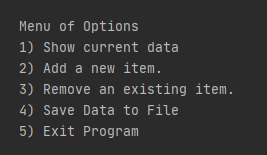 Menu of Options
1) Show current data
2) Add a new item.
3) Remove an existing item.
4) Save Data to File
5) Exit Program